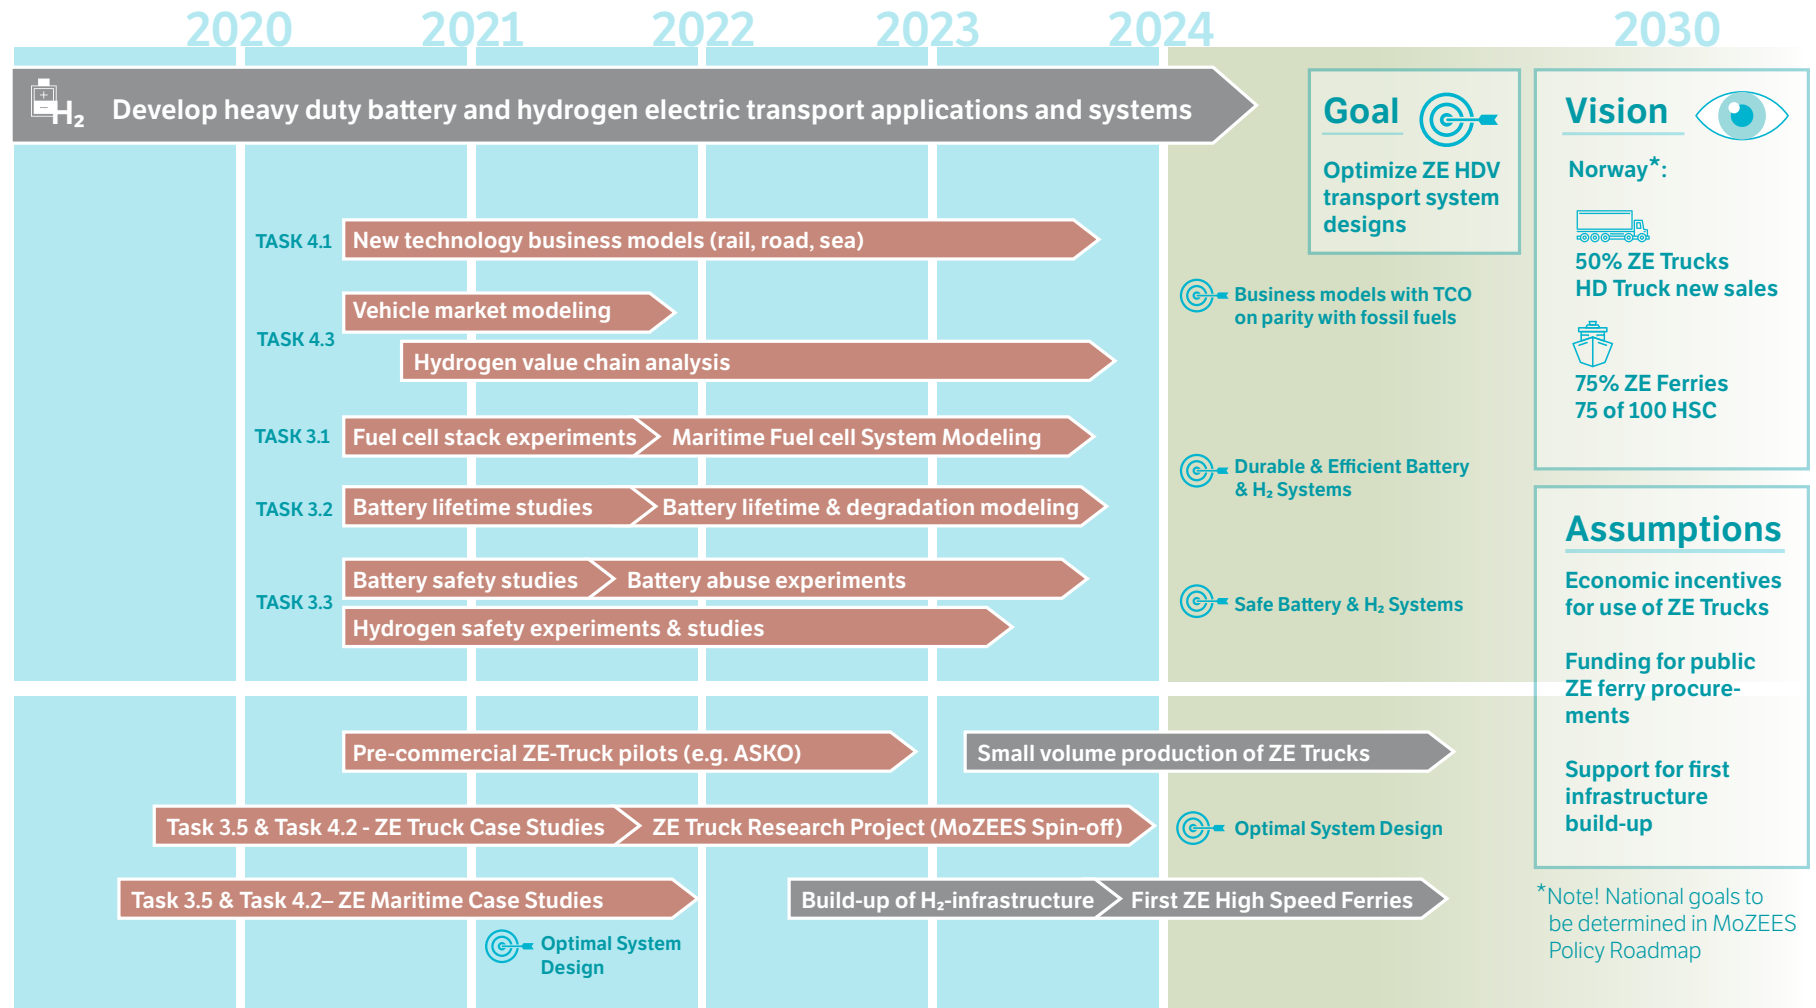 2020 2021 2022 2023 2024 2030
H₂ Develop heavy duty battery and hydrogen electric transport applications and systems
Goal
Optimize ZE HDV
transport system
designs
Vision
Norway*:
50% ZE Trucks
HD Truck new sales
75% ZE Ferries
75 of 100 HSC
TASK 4.1 New technology business models (rail, road, sea)
TASK 4.3
Vehicle market modeling
Hydrogen value chain analysis
Business models with TCO
on parity with fossil fuels
TASK 3.1 Fuel cell stack experiments Maritime Fuel cell System Modeling
TASK 3.2 Battery lifetime studies Battery lifetime & degradation modeling
Durable & Efficient Battery
& H₂ Systems
TASK 3.3
Battery safety studies Battery abuse experiments
Hydrogen safety experiments & studies
Safe Battery & H₂ Systems
Assumptions
Economic incentives
for use of ZE Trucks
Funding for public
ZE ferry procure-
ments
Support for first
infrastructure
build-up
Pre-commercial ZE-Truck pilots (e.g. ASKO) Small volume production of ZE Trucks
Task 3.5 & Task 4.2 - ZE Truck Case Studies ZE Truck Research Project (MoZEES Spin-off) Optimal System Design
Task 3.5 & Task 4.2– ZE Maritime Case Studies Build-up of H₂-infrastructure First ZE High Speed Ferries
Optimal System
Design
*Note! National goals to
be determined in MoZEES
Policy Roadmap